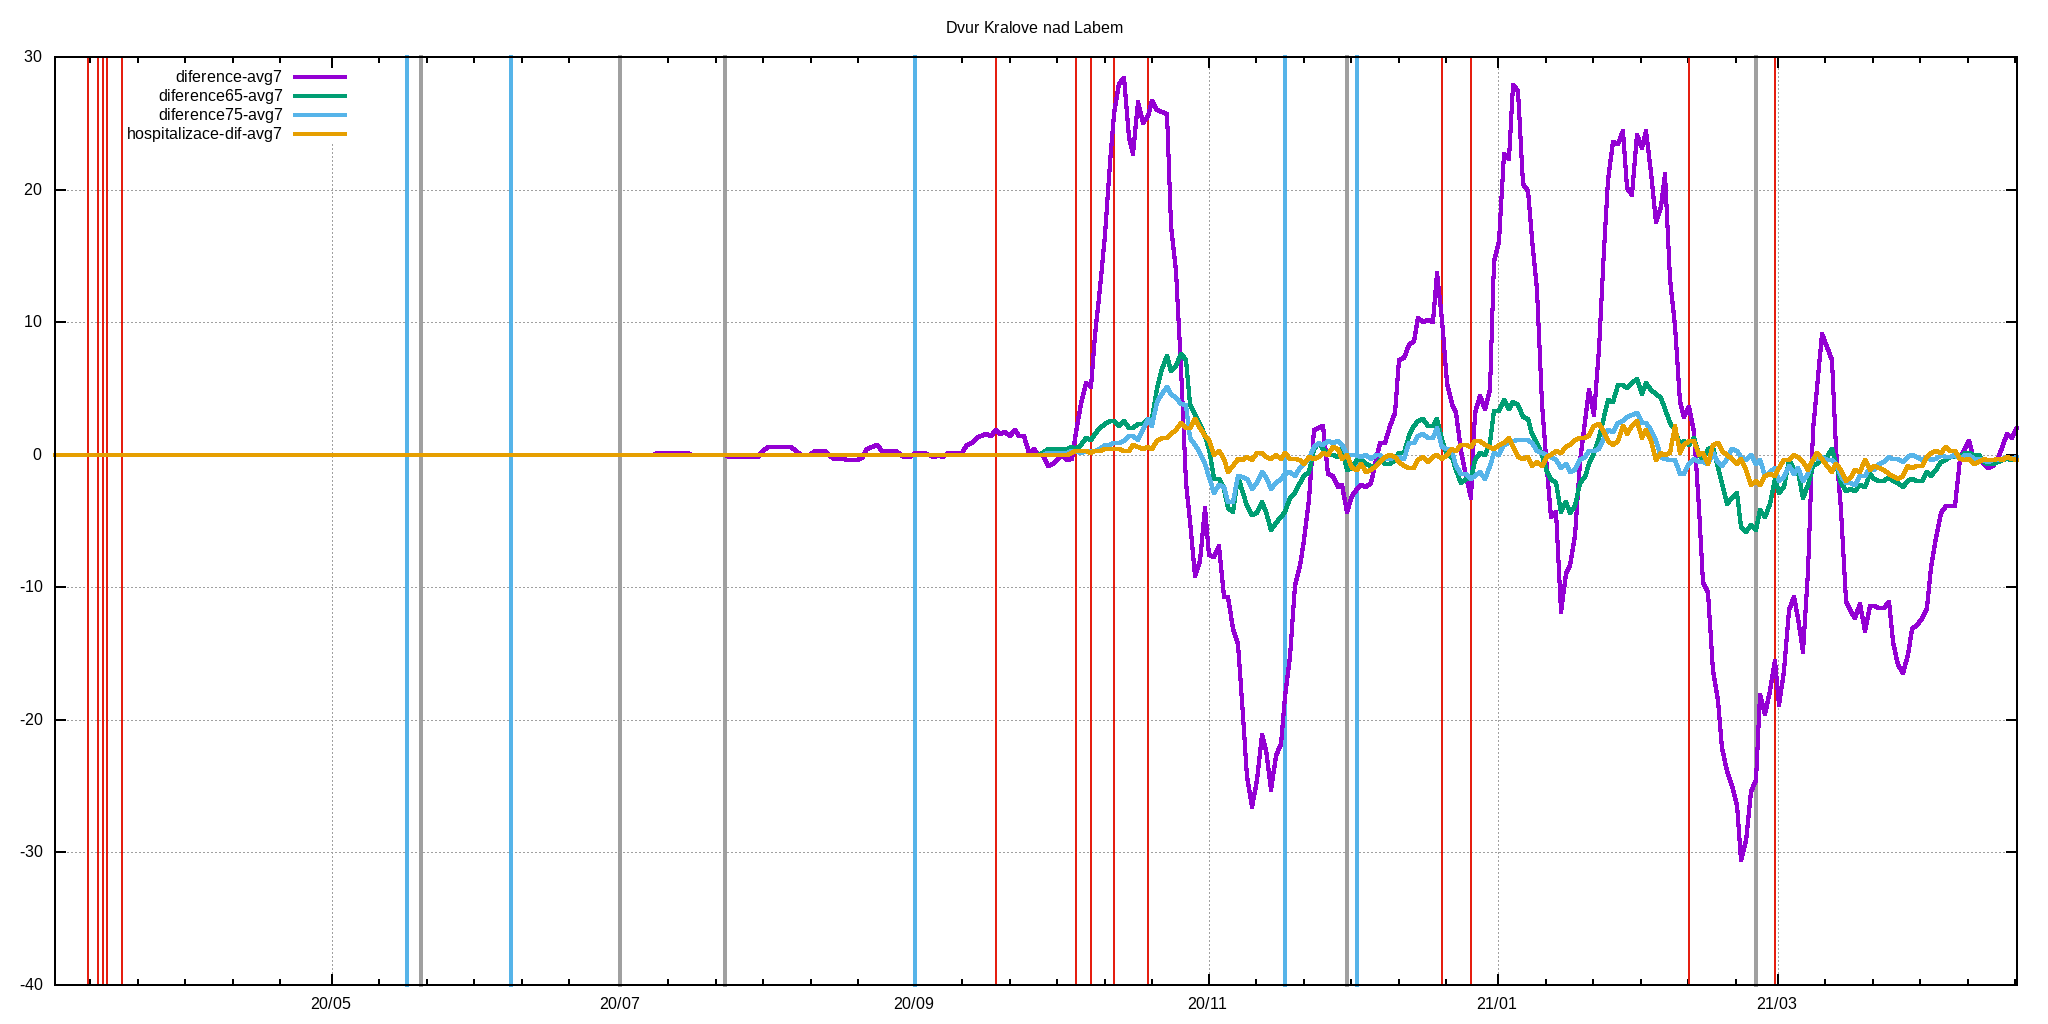 Dvur Kralove nad Labem
diference-avg7
diference65-avg7
diference75-avg7
hospitalizace-dif-avg7
30
20
10
0
-10
-20
-30
-40
20/05
20/07
20/09
20/11
21/01
21/03